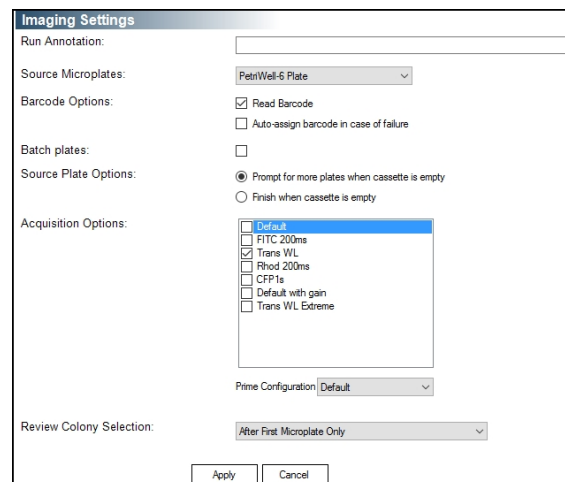 Imaging Settings
Run Annotation:
Source Microplates: PetriWell-6 Plate
Barcode Options: Read Barcode
Auto-assign barcode in case of failure
Batch plates:
Source Plate Options: Prompt for more plates when cassette is empty
Finish when cassette is empty
Acquisition Options: Default
FITC 200ms
Trans WL
Rhod 200ms
CFP1s
Default with gain
Trans WL Extreme
Prime Configuration Default
Review Colony Selection: After First Microplate Only
Apply Cancel